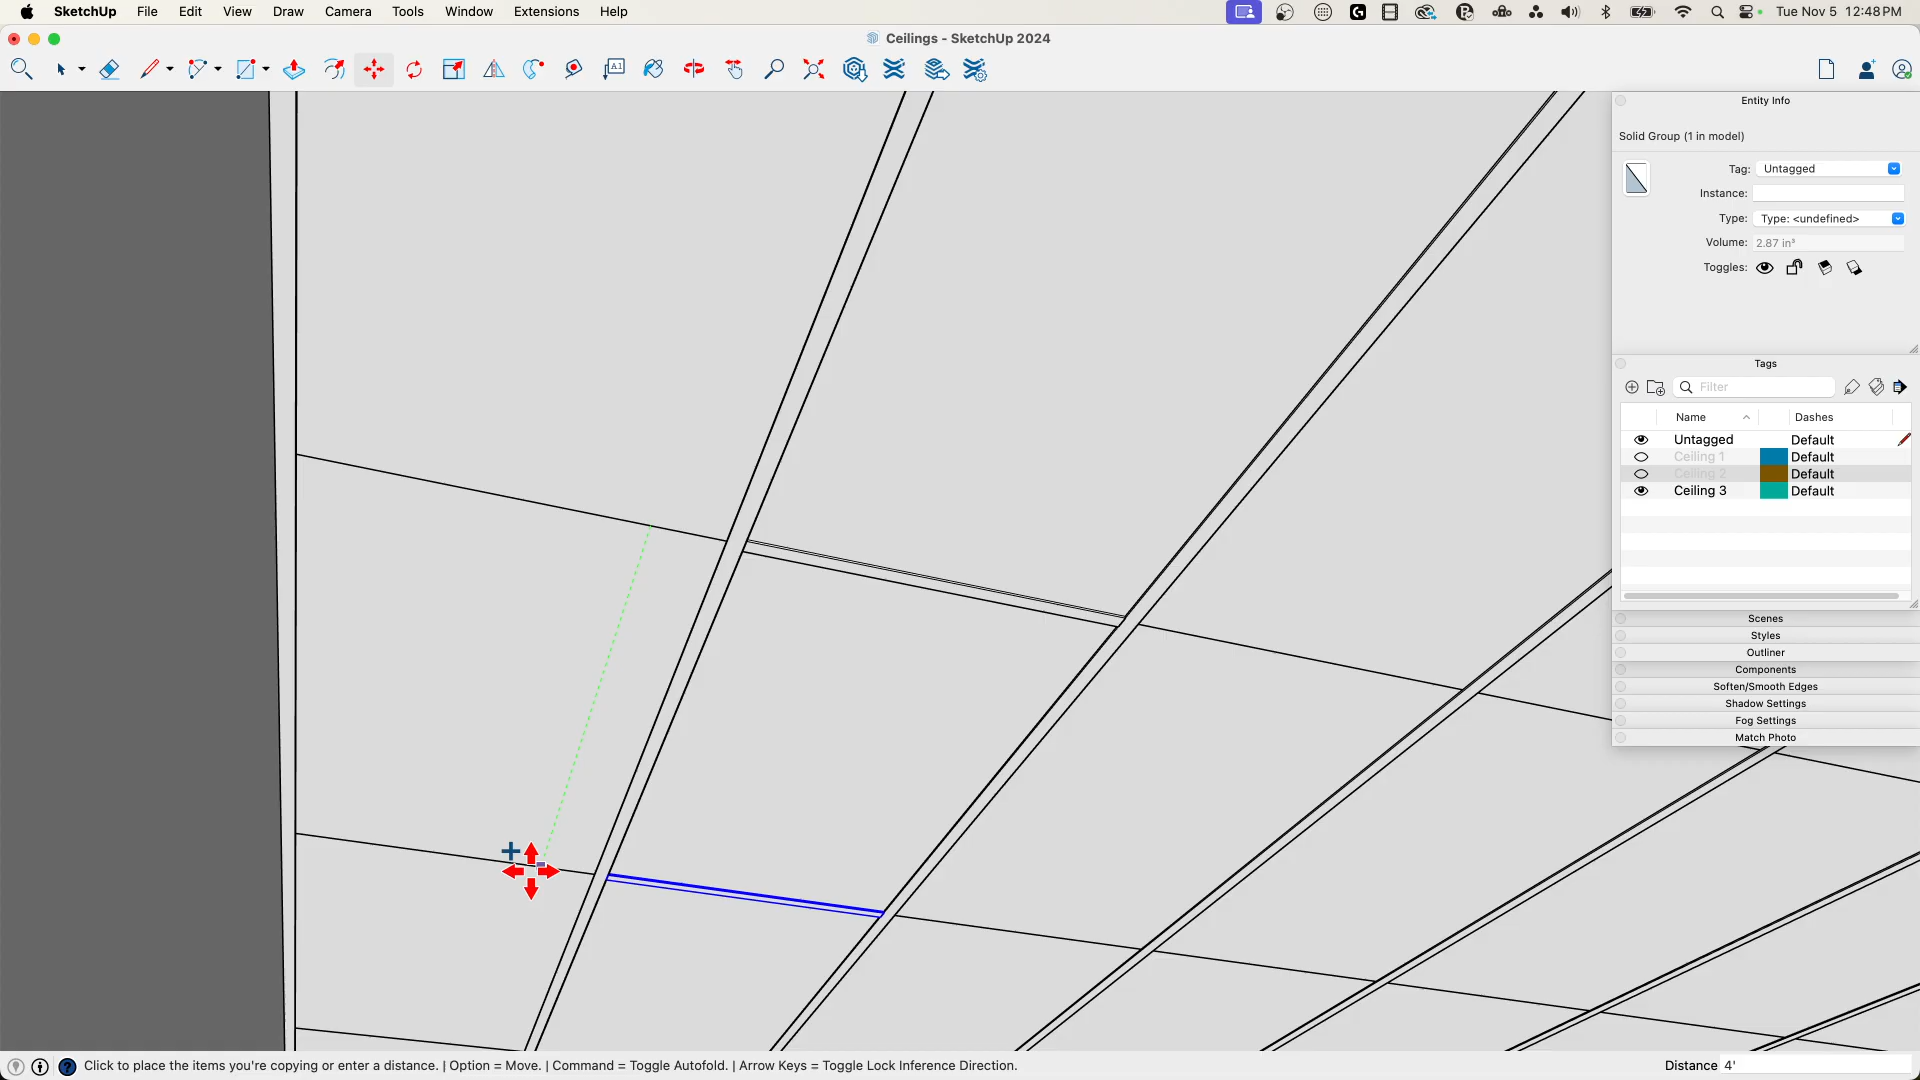 SketchUp File Edit View Draw Camera Tools Window Extensions Help Tue Nov 5 12:48 PM
Ceilings - SketchUp 2024
A1
Entity Info
Solid Group (1 in model)
Tag: Untagged
Instance:
Type: Type: <undefined>
Volume: 2.87 in³
Toggles:
Tags
Filter
Name Dashes
Untagged Default
Ceiling 1 Default
Ceiling 2 Default
Ceiling 3 Default
Scenes
Styles
Outliner
Components
Soften/Smooth Edges
Shadow Settings
Fog Settings
Match Photo
Click to place the items you're copying or enter a distance. | Option = Move. | Command = Toggle Autofold. | Arrow Keys = Toggle Lock Inference Direction. Distance 4'